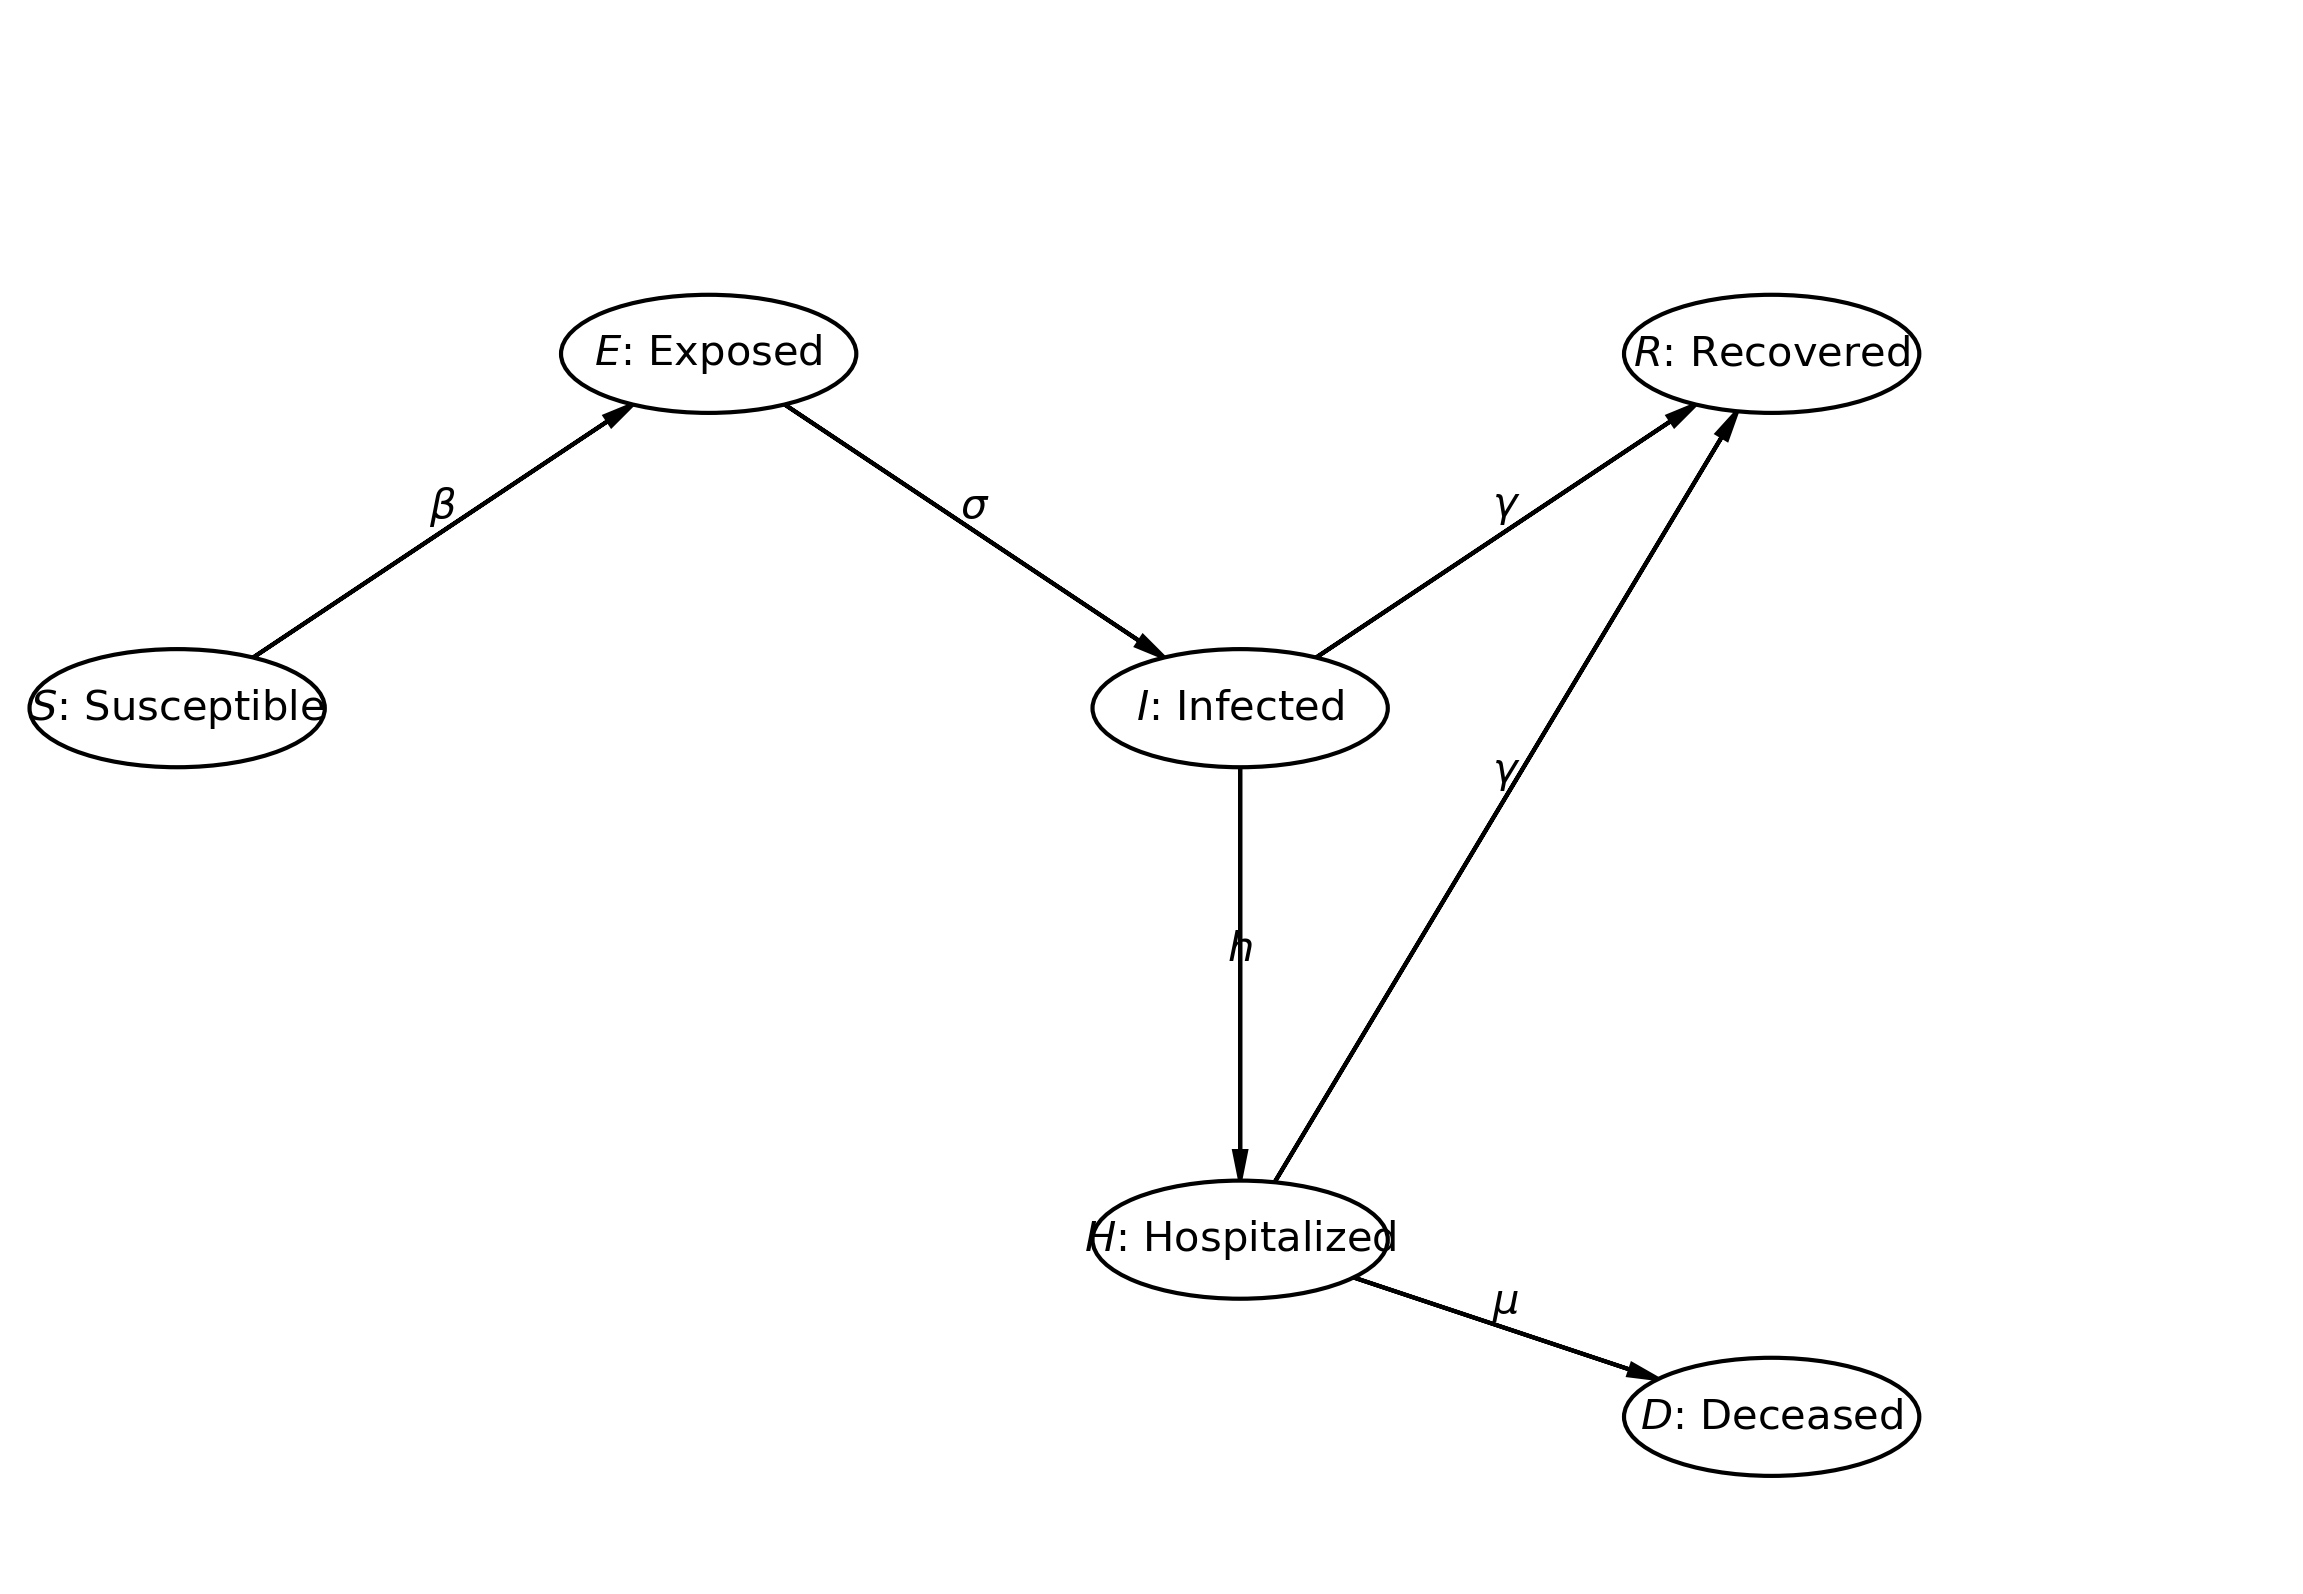 E: Exposed
R: Recovered
β
σ
γ
S: Susceptible
I: Infected
γ
h
H: Hospitalized
μ
D: Deceased